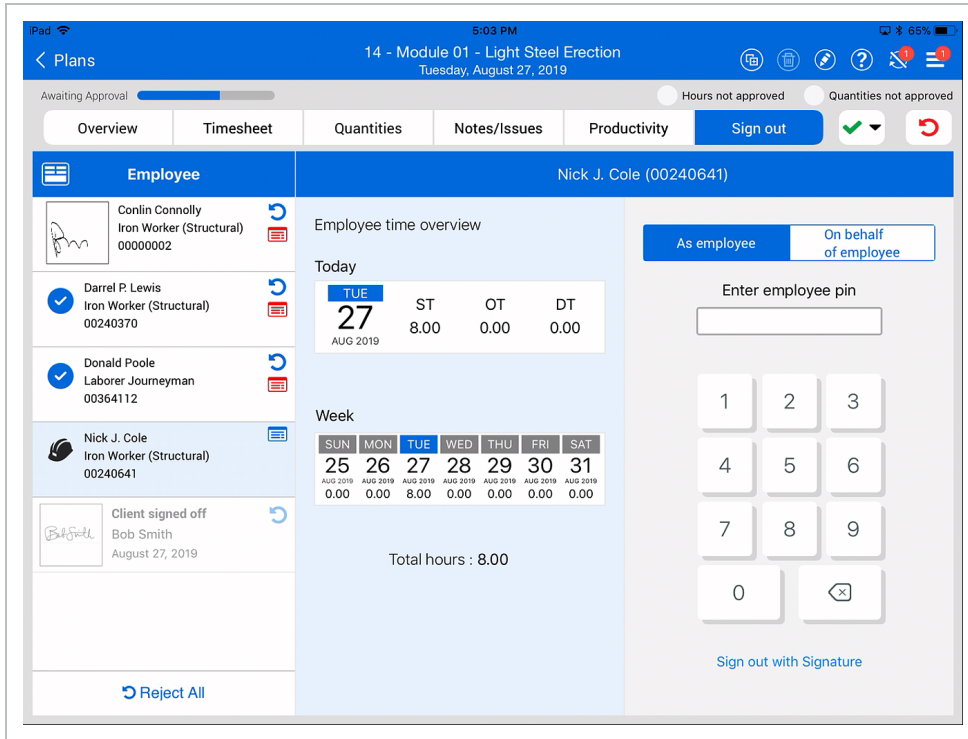 iPad 5:03 PM 65%
Plans
14 - Module 01 - Light Steel Erection
Tuesday, August 27, 2019
1 1
Awaiting Approval Hours not approved Quantities not approved
Overview Timesheet Quantities Notes/Issues Productivity Sign out
Employee
Nick J. Cole (00240641)
Conlin Connolly
Iron Worker (Structural)
00000002
Darrel P. Lewis
Iron Worker (Structural)
00240370
Donald Poole
Laborer Journeyman
00364112
Nick J. Cole
Iron Worker (Structural)
00240641
Client signed off
Bob Smith
August 27, 2019
Reject All
Employee time overview
Today
TUE
27
AUG 2019
ST OT DT
8.00 0.00 0.00
Week
SUN MON TUE WED THU FRI SAT
25 26 27 28 29 30 31
AUG 2019 AUG 2019 AUG 2019 AUG 2019 AUG 2019 AUG 2019 AUG 2019
0.00 0.00 8.00 0.00 0.00 0.00 0.00
Total hours : 8.00
As employee
On behalf
of employee
Enter employee pin
1 2 3
4 5 6
7 8 9
0
Sign out with Signature